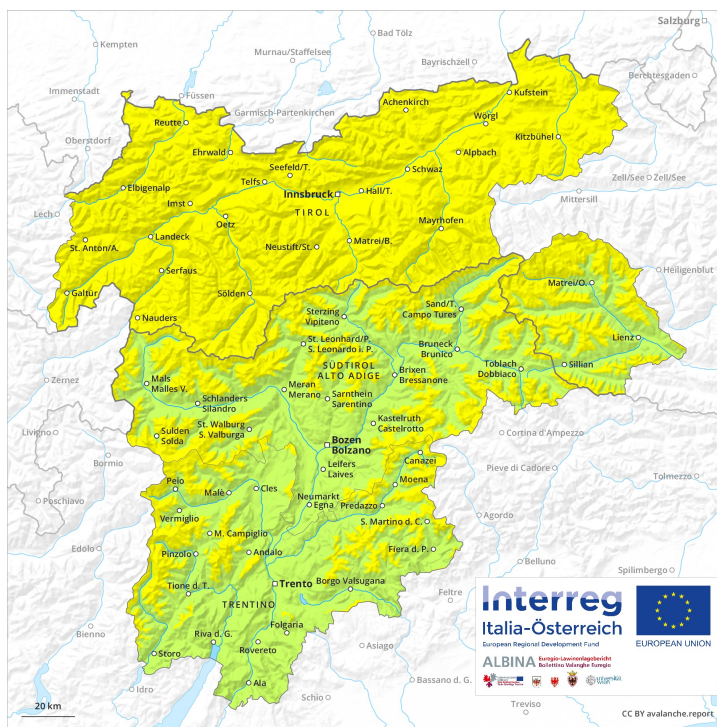 Salzburg
Kempten
Bad Tölz
Murnau/Staffelsee
Bayrischzell
Berchtesgaden
Immenstadt
Füssen
Garmisch-Partenkirchen
Achenkirch
Kufstein
Reutte
Wörgl
Oberstdorf
Ehrwald
Kitzbühel
Seefeld/T.
Alpbach
Schwaz
Telfs
Zell/See
Zell/See
Elbigenalp
Innsbruck
Hall/T.
Mittersill
Imst
TIROL
Lech
Oetz
Mayrhofen
Landeck
St. Anton/A.
Neustift/St.
Matrei/B.
Serfaus
Heiligenblut
Matrei/O.
Galtür
Sölden
Sand/T.
Campo Tures
Nauders
Sterzing
Vipiteno
Lienz
St. Leonhard/P.
S. Leonardo i. P.
Bruneck
Brunico
Toblach
Dobbiaco
Sillian
SÜDTIROL
ALTO ADIGE
Brixen
Bressanone
Zernez
Mals
Malles V.
Meran
Merano
Schlanders
Silandro
Sarnthein
Sarentino
Kastelruth
Castelrotto
St. Walburg
S. Valburga
Livigno
Sulden
Solda
Bozen
Bolzano
Cortina d'Ampezzo
Canazei
Bormio
Leifers
Laives
Pieve di Cadore
Tolmezzo
Peio
Moena
Poschiavo
Malè
Cles
Neumarkt
Egna
Predazzo
Vermiglio
Agordo
S. Martino d. C.
M. Campiglio
Edolo
Pinzolo
Andalo
Fiera d. P.
Belluno
Spilimbergo
Trento
Tione d. T.
Borgo Valsugana
Feltre
TRENTINO
Folgaria
Bienno
Riva d. G.
Storo
Rovereto
Asiago
Idro
Ala
Schio
Bassano d. G.
Treviso
20 km
Interreg
Italia-Österreich
European Regional Development Fund
EUROPEAN UNION
ALBINA
Euregio-Lawinenlagebericht
Bollettino Valanghe Euregio
universität
wien
CC BY avalanche.report